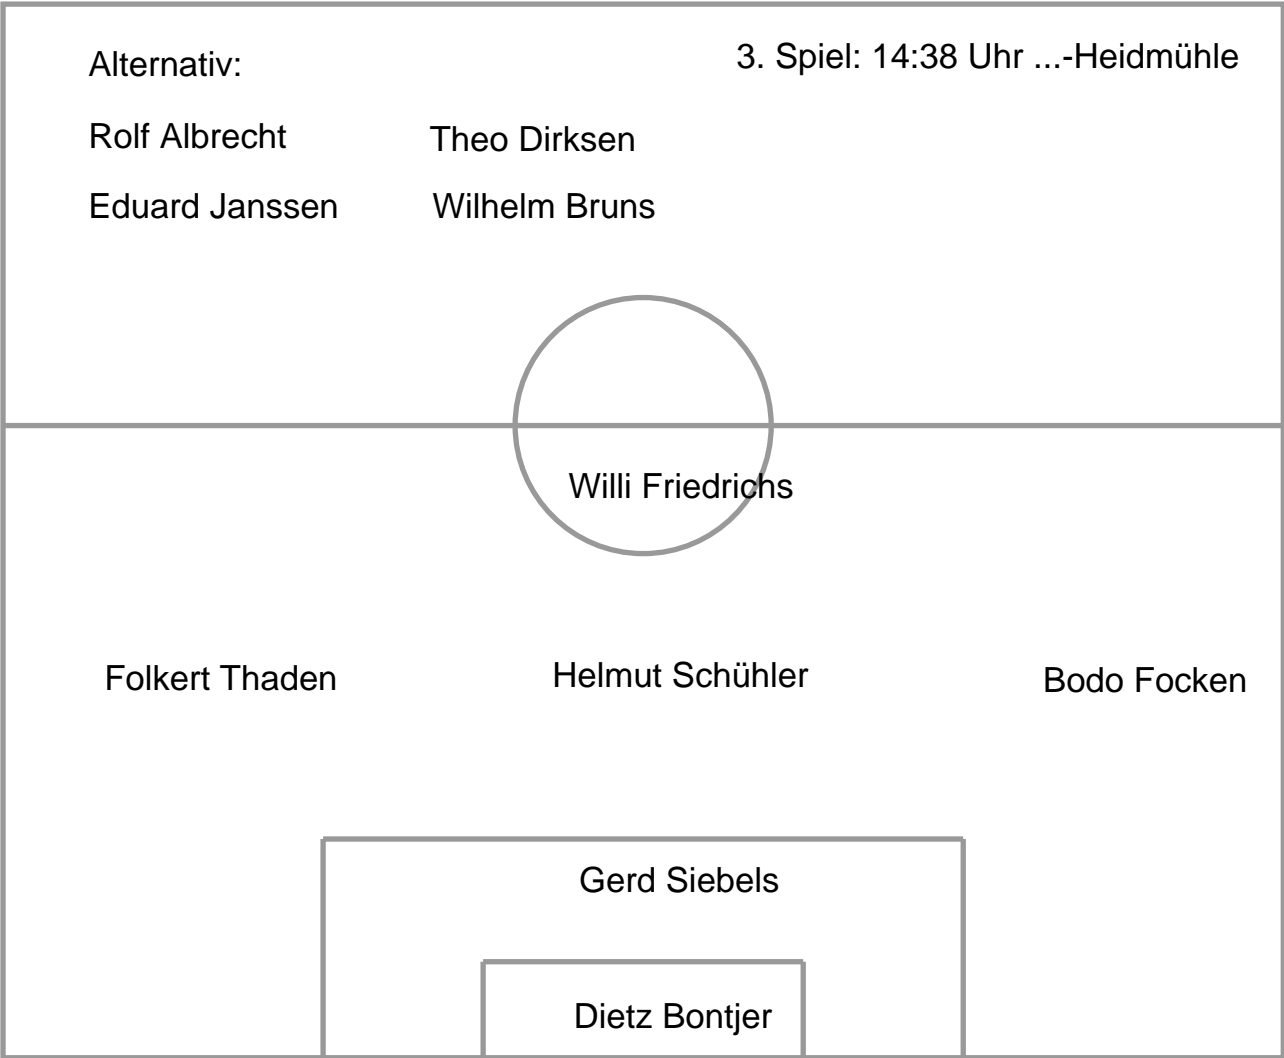 Alternativ:
3. Spiel: 14:38 Uhr ...-Heidmühle
Rolf Albrecht
Theo Dirksen
Eduard Janssen
Wilhelm Bruns
Willi Friedrichs
Folkert Thaden
Helmut Schühler
Bodo Focken
Gerd Siebels
Dietz Bontjer